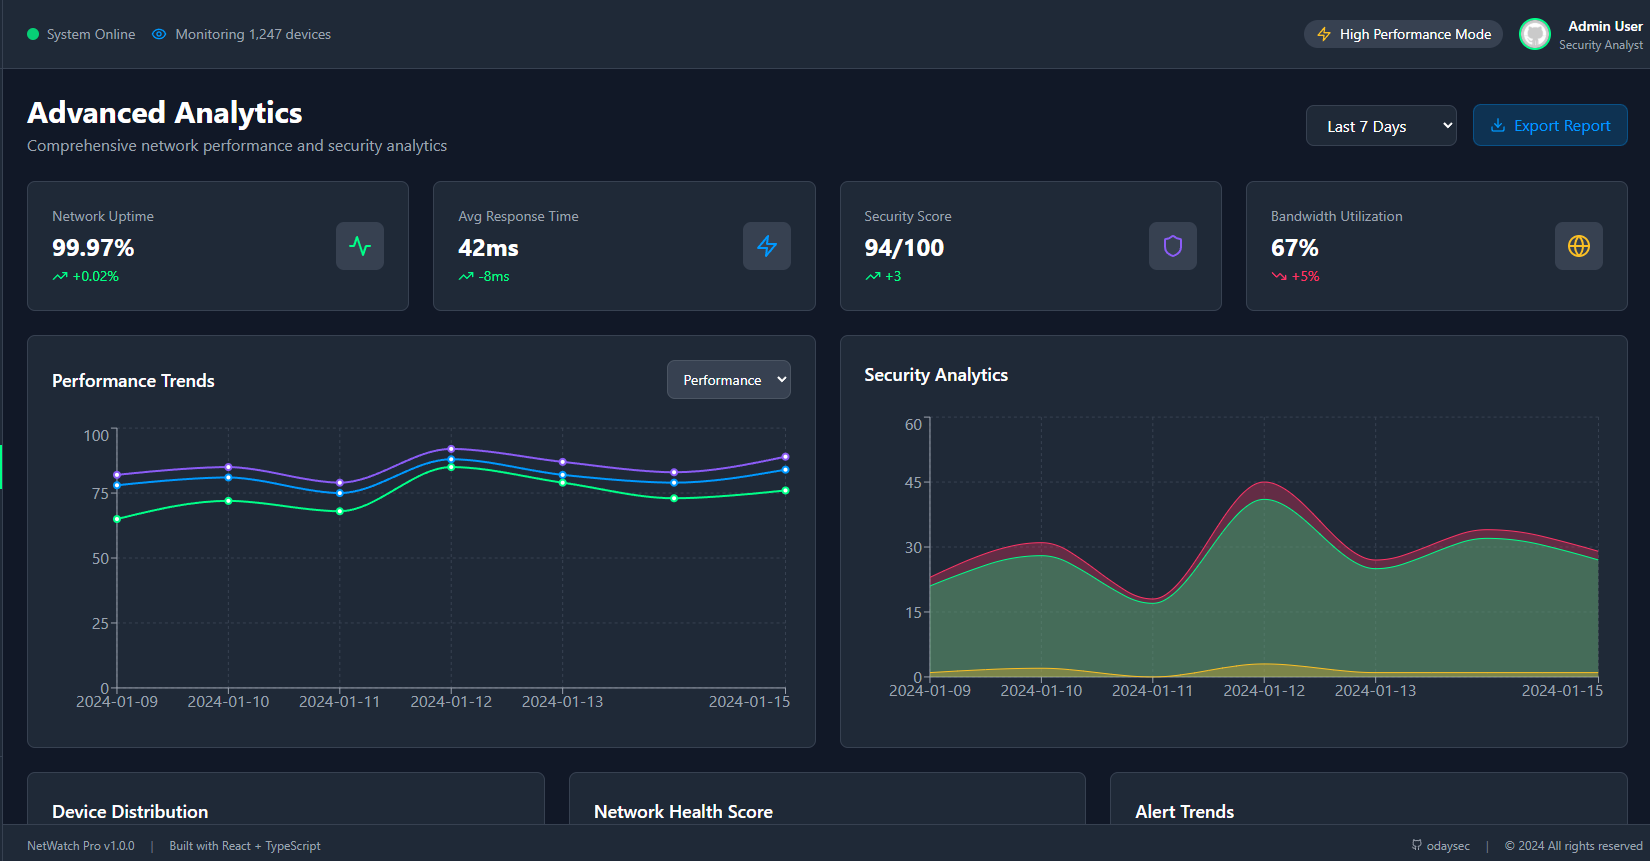 System Online
Monitoring 1,247 devices
High Performance Mode
Admin User
Security Analyst
Advanced Analytics
Comprehensive network performance and security analytics
Last 7 Days
Export Report
Network Uptime
99.97%
+0.02%
Avg Response Time
42ms
-8ms
Security Score
94/100
+3
Bandwidth Utilization
67%
+5%
Performance Trends
Performance
100
75
50
25
0
2024-01-09 2024-01-10 2024-01-11 2024-01-12 2024-01-13 2024-01-15
Security Analytics
60
45
30
15
0
2024-01-09 2024-01-10 2024-01-11 2024-01-12 2024-01-13 2024-01-15
Device Distribution
Network Health Score
Alert Trends
NetWatch Pro v1.0.0 | Built with React + TypeScript
odaysec | © 2024 All rights reserved